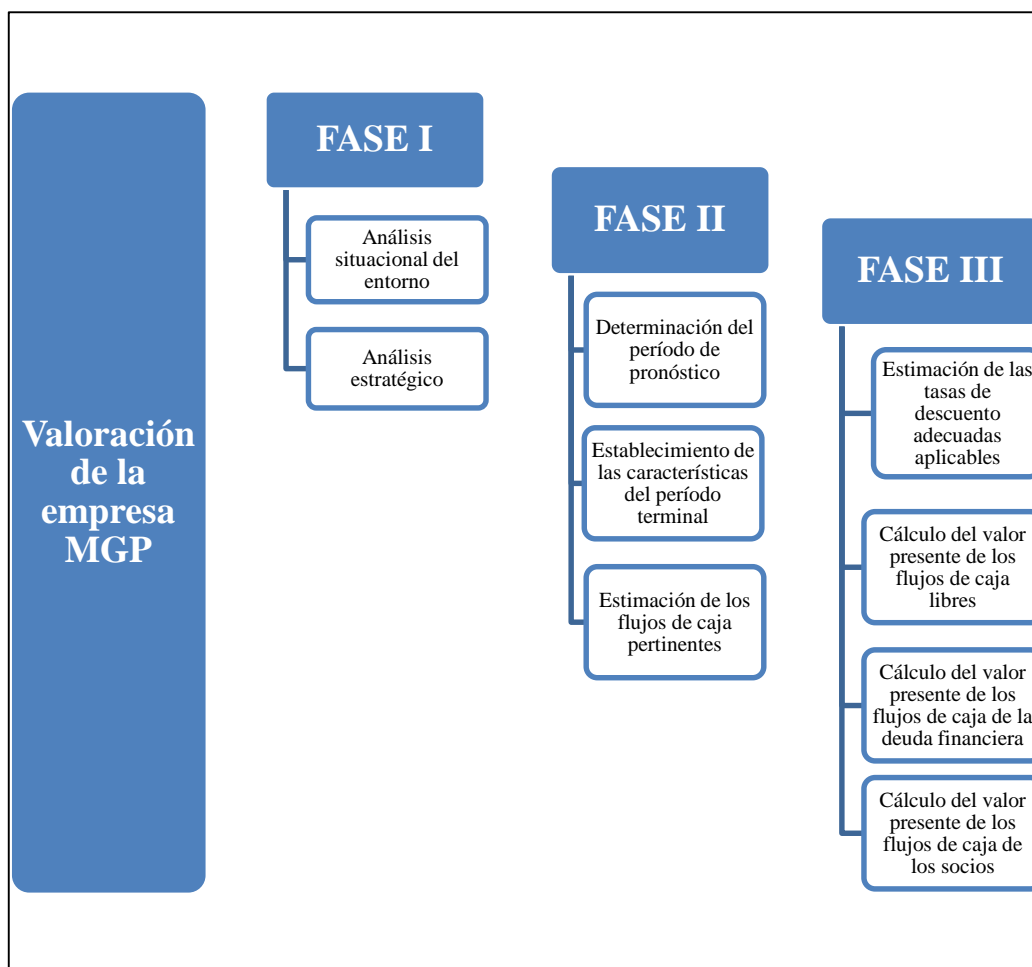 Valoración
de la
empresa
MGP
FASE I
Análisis
situacional del
entorno
Análisis
estratégico
FASE II
Determinación del
período de
pronóstico
Establecimiento de
las características
del período
terminal
Estimación de los
flujos de caja
pertinentes
FASE III
Estimación de las
tasas de
descuento
adecuadas
aplicables
Cálculo del valor
presente de los
flujos de caja
libres
Cálculo del valor
presente de los
flujos de caja de la
deuda financiera
Cálculo del valor
presente de los
flujos de caja de
los socios